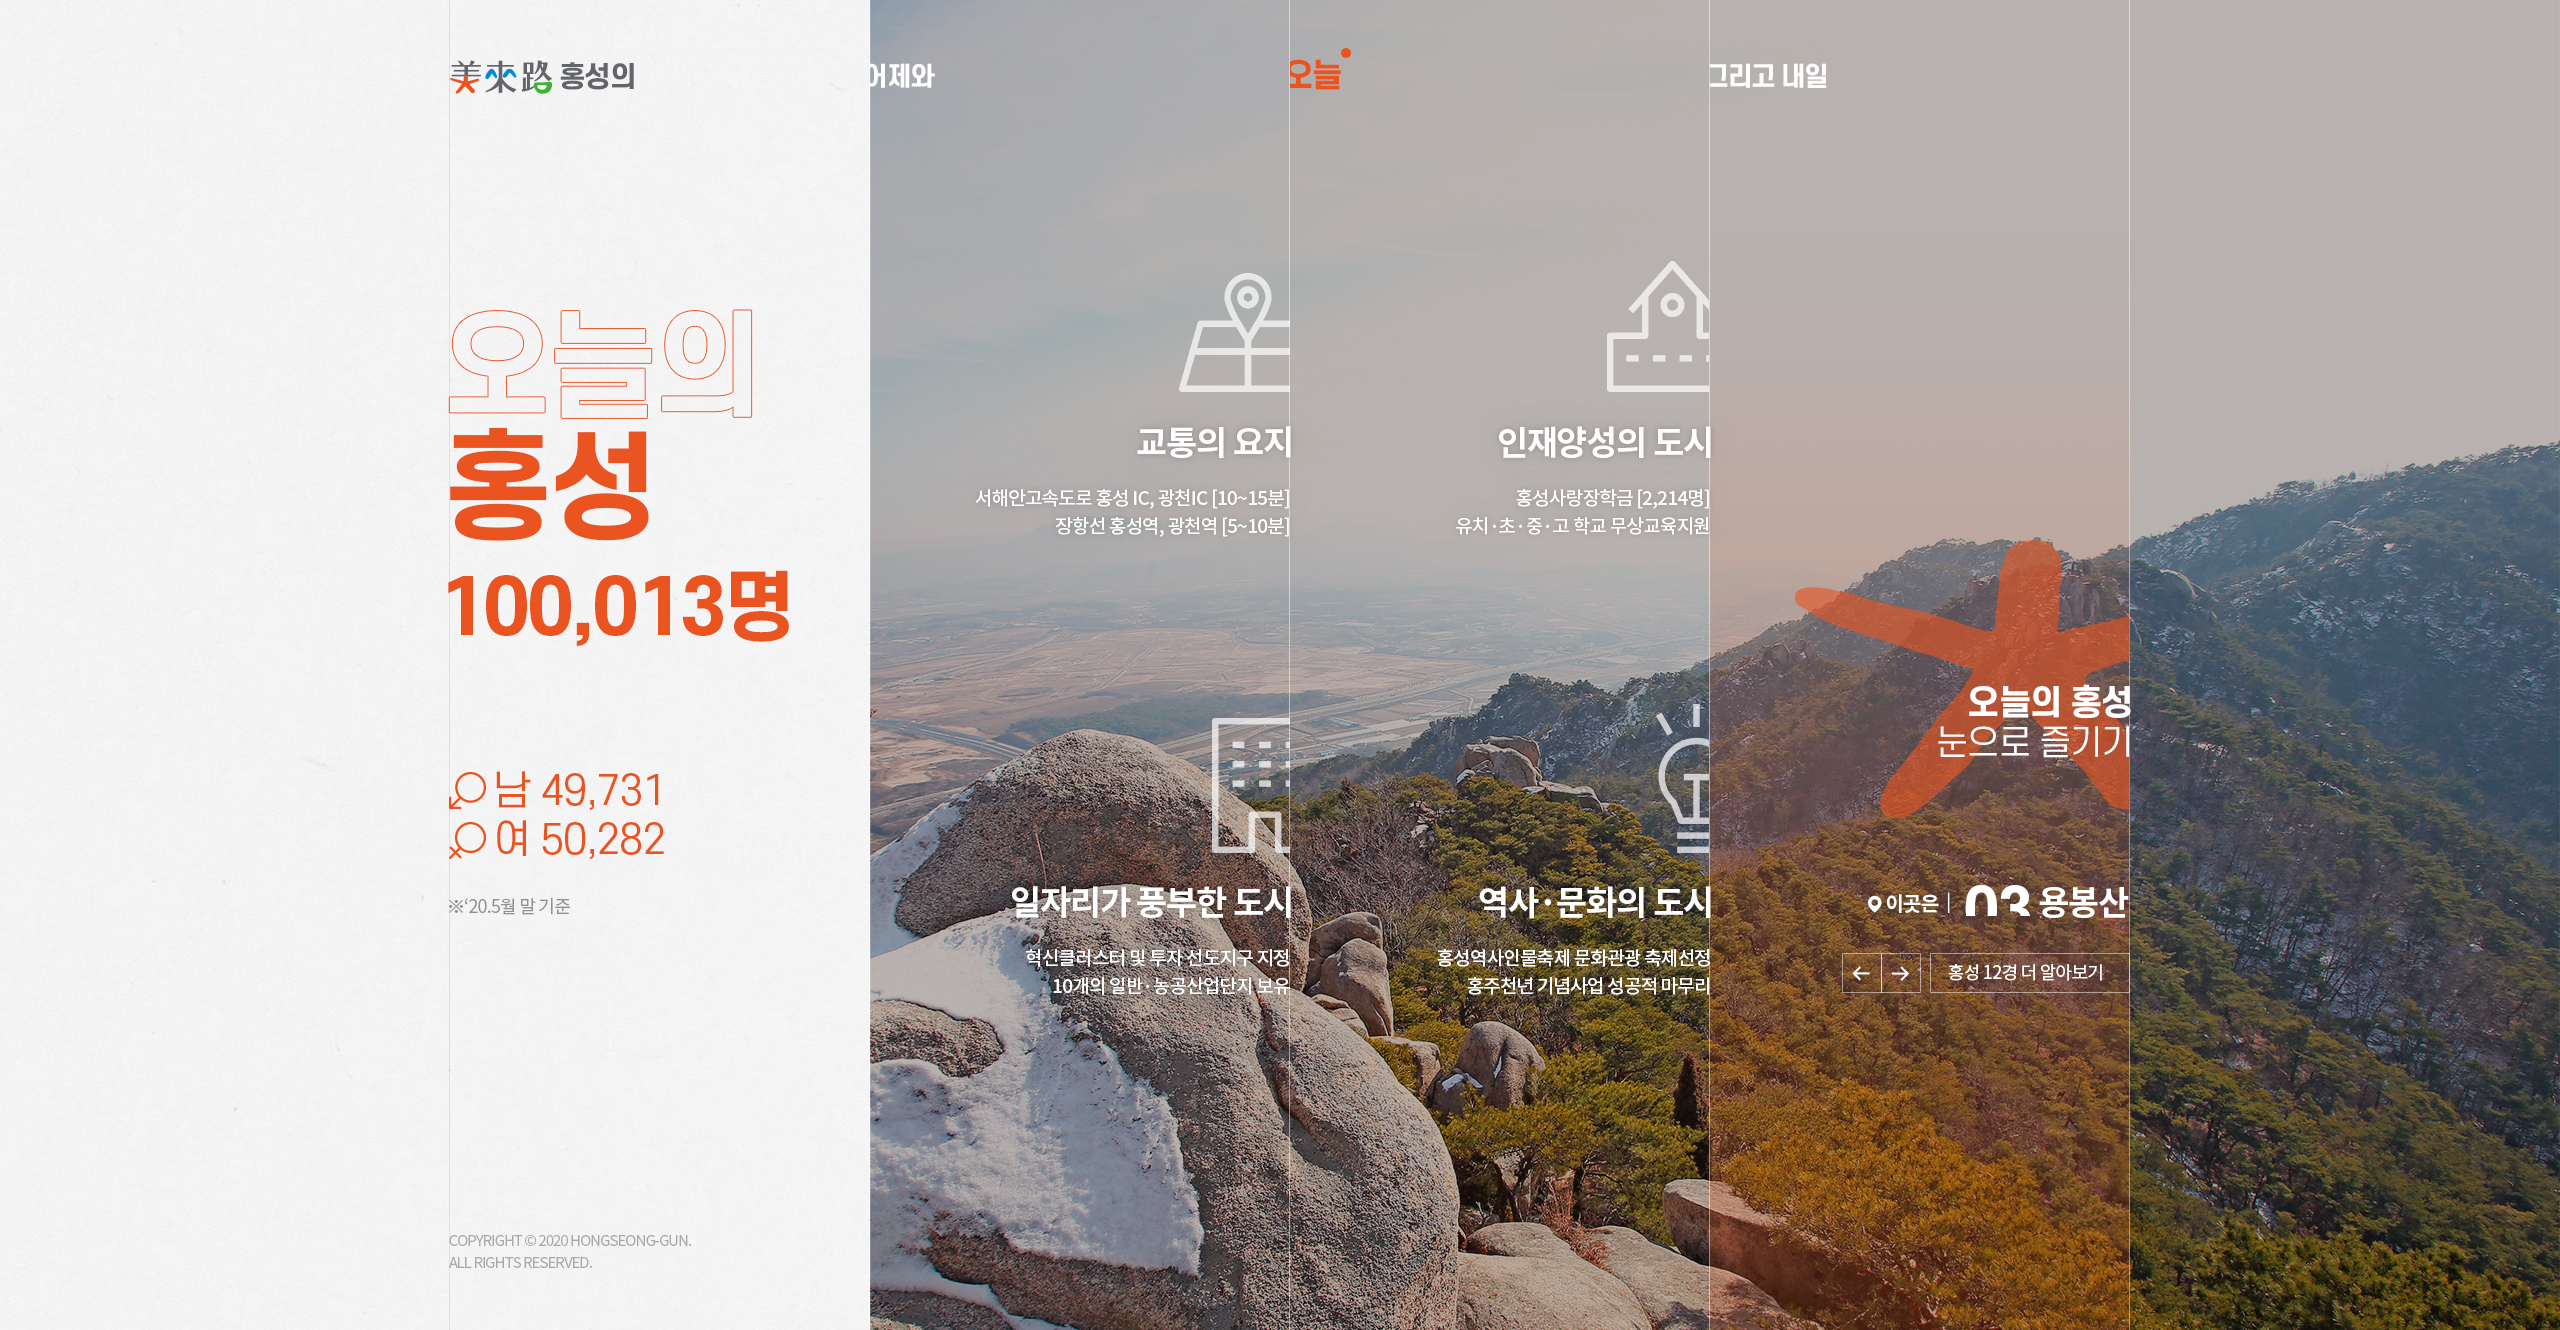 美來路 홍성의
어제와
오늘
그리고 내일
오늘의
홍성
100,013명
남 49,731
여 50,282
※‘20.5월 말 기준
COPYRIGHT © 2020 HONGSEONG-GUN.
ALL RIGHTS RESERVED.
교통의 요지
서해안고속도로 홍성 IC, 광천IC [10~15분]
장항선 홍성역, 광천역 [5~10분]
인재양성의 도시
홍성사랑장학금 [2,214명]
유치·초·중·고 학교 무상교육지원
일자리가 풍부한 도시
혁신클러스터 및 투자 선도지구 지정
10개의 일반·농공산업단지 보유
역사·문화의 도시
홍성역사인물축제 문화관광 축제선정
홍주천년 기념사업 성공적 마무리
오늘의 홍성
눈으로 즐기기
이곳은 | 03 용봉산
홍성 12경 더 알아보기